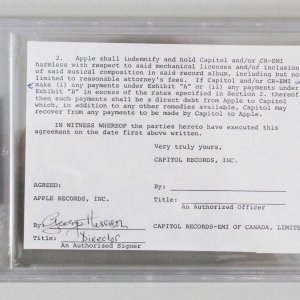 2. Apple shall indemnify and hold Capitol and/or CR-EMI
harmless with respect to said mechanical licenses and/or inclusion
of said musical composition in said record album, including but not
limited to reasonable attorney's fees. If Capitol and/or CR-EMI
make (i) any payments under Exhibit "A" or (ii) any payments under
Exhibit "B" in excess of the rates specified in Section 2. thereof
then such payments shall be a direct debt from Apple to Capitol
which, in addition to any other remedies available, Capitol may
recover from any payments to be made by Capitol to Apple.
IN WITNESS WHEREOF the parties hereto have executed this
agreement on the date first above written.
Very truly yours,
CAPITOL RECORDS, INC.
AGREED:
By:
APPLE RECORDS, INC.
Title:
An Authorized Officer
By: George Harrison
CAPITOL RECORDS-EMI OF CANADA, LIMITED
Title: Director
An Authorized Signer